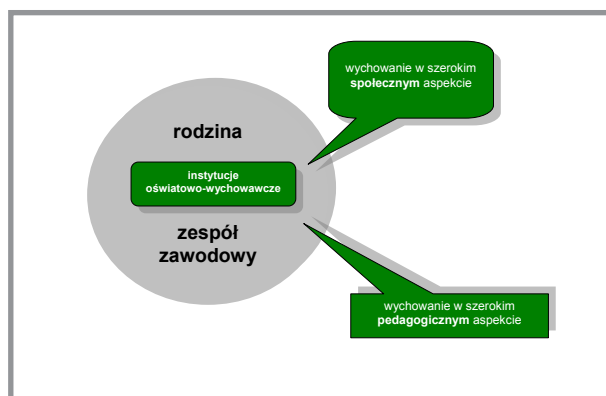 wychowanie w szerokim
społecznym aspekcie
rodzina
instytucje
oświatowo-wychowawcze
zespół
zawodowy
wychowanie w szerokim
pedagogicznym aspekcie